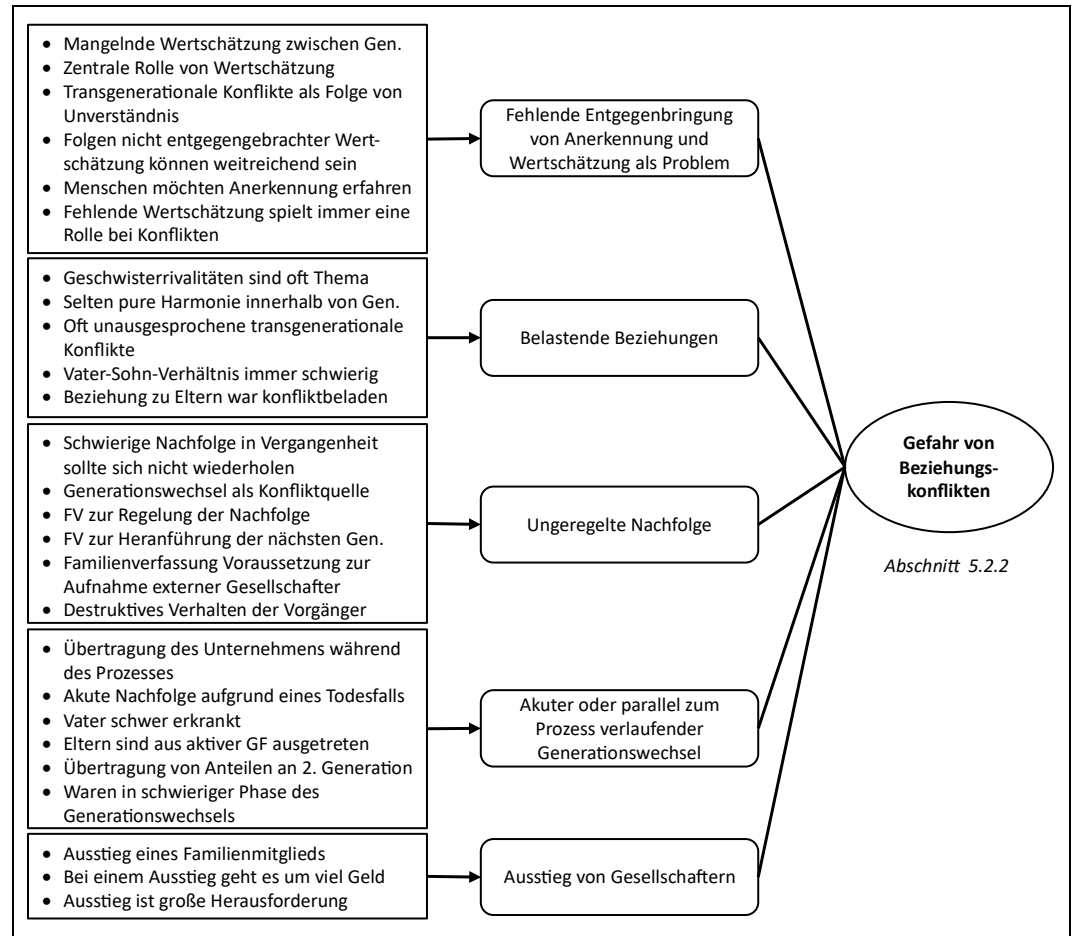 • Mangelnde Wertschätzung zwischen Gen.
• Zentrale Rolle von Wertschätzung
• Transgenerationale Konflikte als Folge von
Unverständnis
• Folgen nicht entgegengebrachter Wert-
schätzung können weitreichend sein
• Menschen möchten Anerkennung erfahren
• Fehlende Wertschätzung spielt immer eine
Rolle bei Konflikten
Fehlende Entgegenbringung
von Anerkennung und
Wertschätzung als Problem
• Geschwisterrivalitäten sind oft Thema
• Selten pure Harmonie innerhalb von Gen.
• Oft unausgesprochene transgenerationale
Konflikte
• Vater-Sohn-Verhältnis immer schwierig
• Beziehung zu Eltern war konfliktbeladen
Belastende Beziehungen
• Schwierige Nachfolge in Vergangenheit
sollte sich nicht wiederholen
• Generationswechsel als Konfliktquelle
• FV zur Regelung der Nachfolge
• FV zur Heranführung der nächsten Gen.
• Familienverfassung Voraussetzung zur
Aufnahme externer Gesellschafter
• Destruktives Verhalten der Vorgänger
Ungeregelte Nachfolge
• Übertragung des Unternehmens während
des Prozesses
• Akute Nachfolge aufgrund eines Todesfalls
• Vater schwer erkrankt
• Eltern sind aus aktiver GF ausgetreten
• Übertragung von Anteilen an 2. Generation
• Waren in schwieriger Phase des
Generationswechsels
Akuter oder parallel zum
Prozess verlaufender
Generationswechsel
• Ausstieg eines Familienmitglieds
• Bei einem Ausstieg geht es um viel Geld
• Ausstieg ist große Herausforderung
Ausstieg von Gesellschaftern
Gefahr von
Beziehungs-
konflikten
Abschnitt 5.2.2